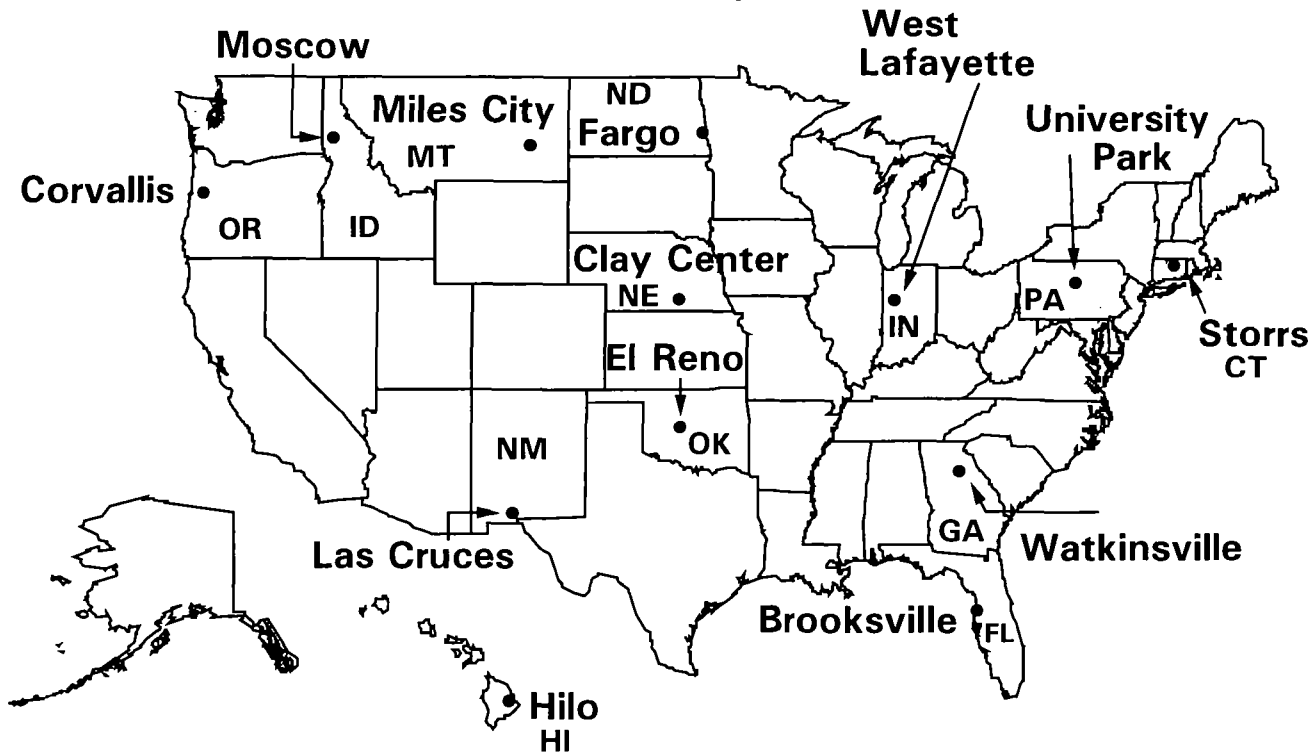 West
Lafayette
Moscow
ND
Fargo
Miles City
MT
University
Park
Corvallis
OR
ID
Clay Center
NE
IN
PA
Storrs
CT
El Reno
OK
NM
Las Cruces
GA
Watkinsville
Brooksville
FL
Hilo
HI